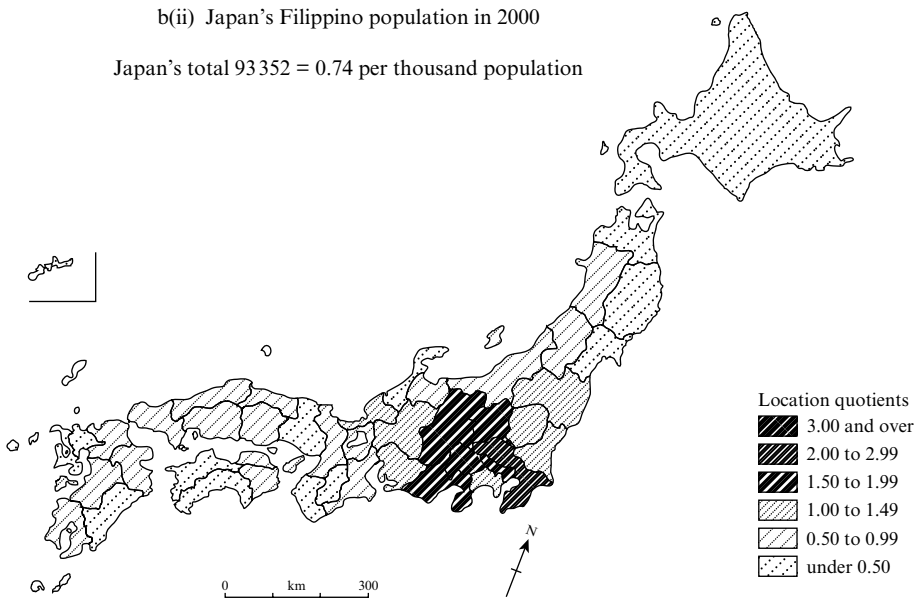 b(ii) Japan's Filippino population in 2000
Japan's total 93 352 = 0.74 per thousand population
Location quotients
3.00 and over
2.00 to 2.99
1.50 to 1.99
1.00 to 1.49
0.50 to 0.99
under 0.50
N
0 km 300